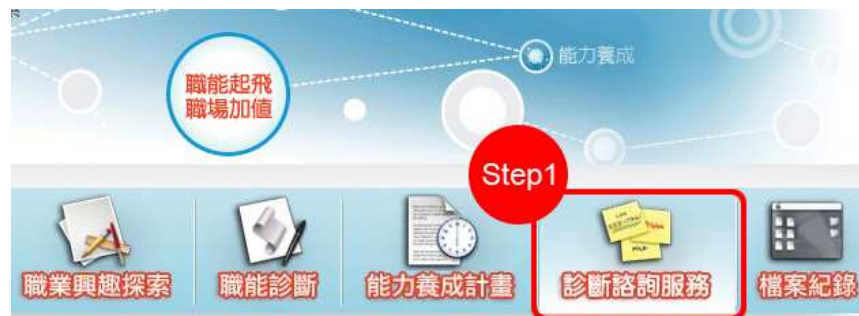 能力養成
職能起飛
職場加值
Step1
職業興趣探索
職能診斷
能力養成計畫
診斷諮詢服務
檔案紀錄